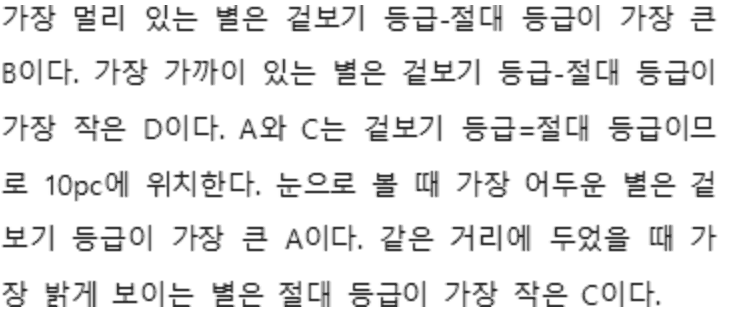 가장 멀리 있는 별은 겉보기 등급-절대 등급이 가장 큰
B이다. 가장 가까이 있는 별은 겉보기 등급-절대 등급이
가장 작은 D이다. A와 C는 겉보기 등급=절대 등급이므
로 10pc에 위치한다. 눈으로 볼 때 가장 어두운 별은 겉
보기 등급이 가장 큰 A이다. 같은 거리에 두었을 때 가
장 밝게 보이는 별은 절대 등급이 가장 작은 C이다.